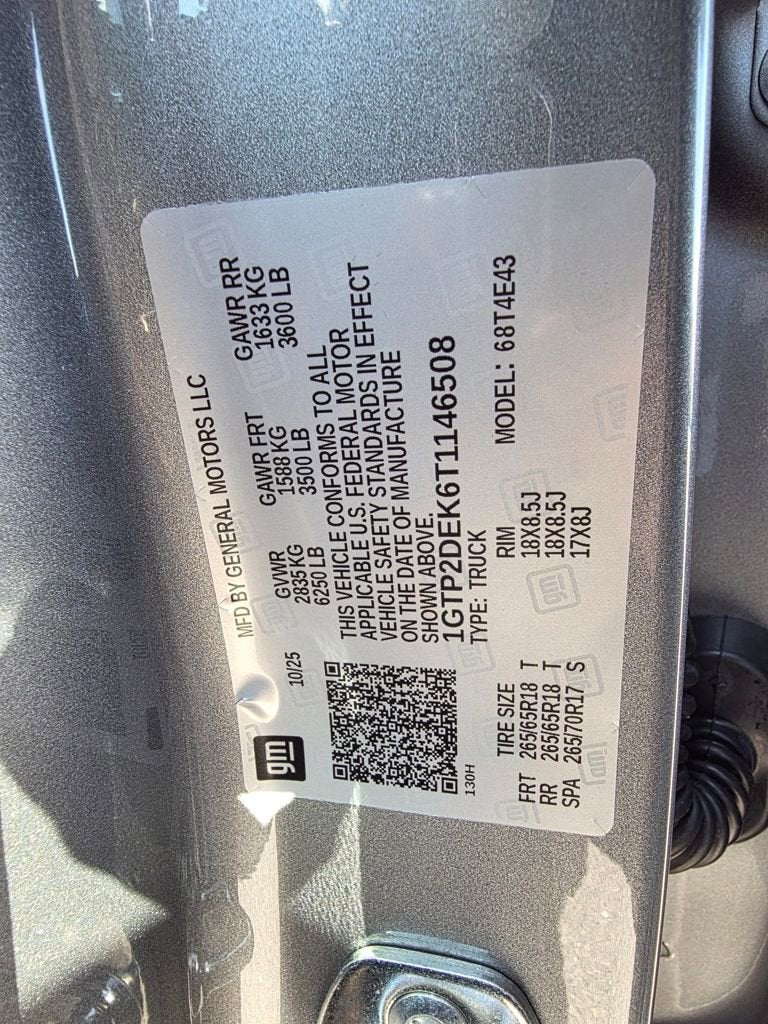 MFD BY GENERAL MOTORS LLC
gm
10/25
GVWR GAWR FRT GAWR RR
2835 KG 1588 KG 1633 KG
6250 LB 3500 LB 3600 LB
THIS VEHICLE CONFORMS TO ALL
APPLICABLE U.S. FEDERAL MOTOR
VEHICLE SAFETY STANDARDS IN EFFECT
ON THE DATE OF MANUFACTURE
SHOWN ABOVE.
1GTP2DEK6T1146508
TYPE: TRUCK
130H
TIRE SIZE RIM MODEL: 68T4E43
FRT 265/65R18 T 18X8.5J
RR 265/65R18 T 18X8.5J
SPA 265/70R17 S 17X8J